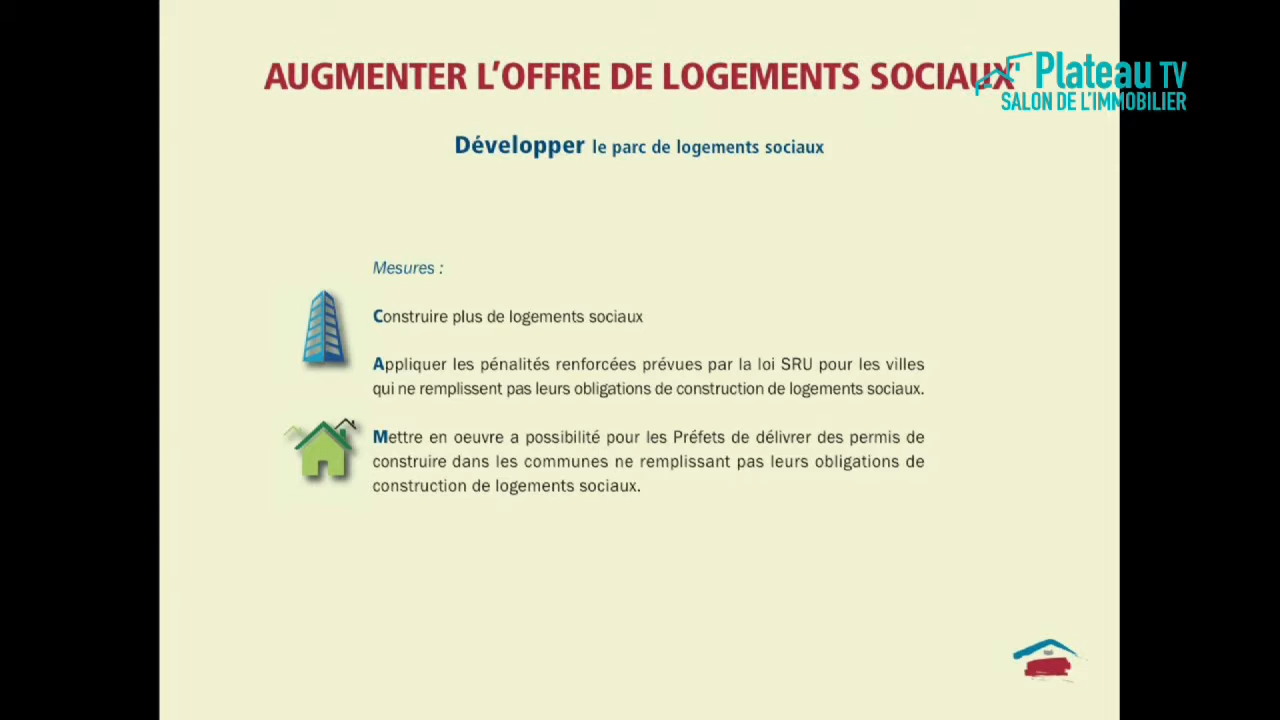 AUGMENTER L'OFFRE DE LOGEMENTS SOCIAUX
Plateau TV
SALON DE L'IMMOBILIER
Développer le parc de logements sociaux
Mesures :
Construire plus de logements sociaux
Appliquer les pénalités renforcées prévues par la loi SRU pour les villes
qui ne remplissent pas leurs obligations de construction de logements sociaux.
Mettre en oeuvre a possibilité pour les Préfets de délivrer des permis de
construire dans les communes ne remplissant pas leurs obligations de
construction de logements sociaux.